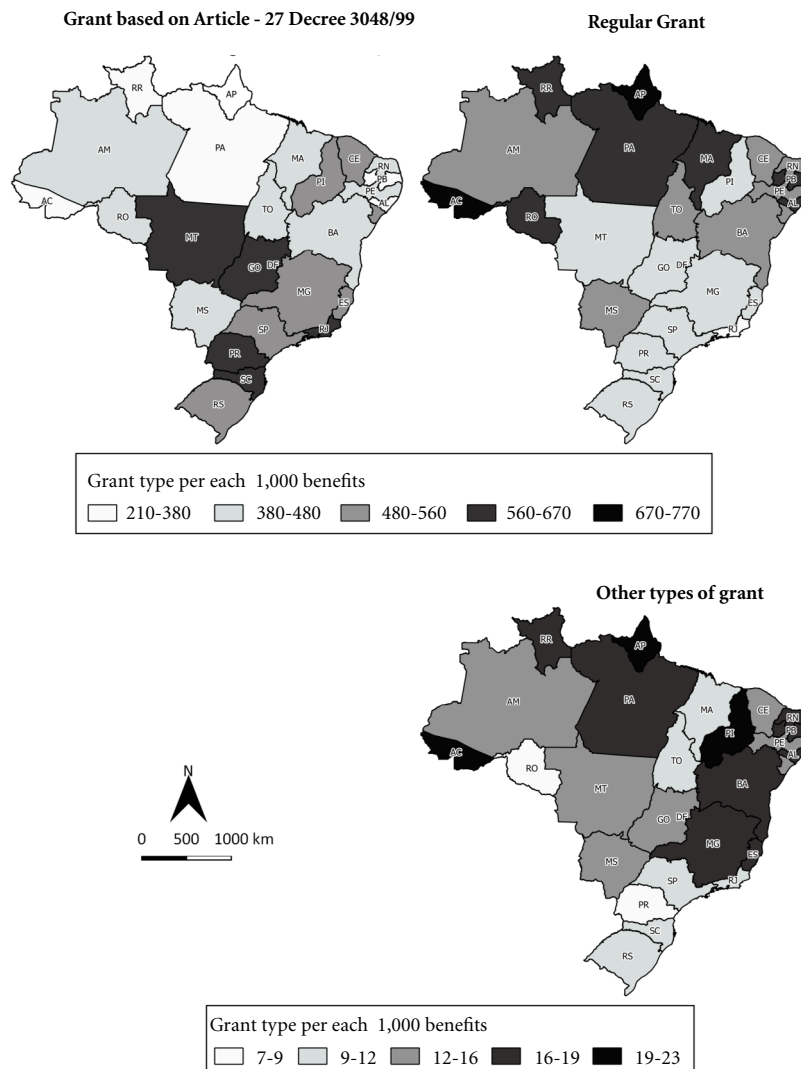 Grant based on Article - 27 Decree 3048/99
RR
AP
AM
PA
MA
CE
RN
PB
PI
PE
AL
AC
RO
TO
BA
MT
GO
DF
MG
ES
MS
SP
RJ
PR
SC
RS
Regular Grant
RR
AP
AM
PA
MA
CE
RN
PB
PI
PE
AL
AC
RO
TO
BA
MT
GO
DF
MG
ES
MS
SP
RJ
PR
SC
RS
Grant type per each 1,000 benefits
210-380 380-480 480-560 560-670 670-770
Other types of grant
RR
AP
AM
PA
MA
CE
RN
PB
PI
PE
AL
AC
RO
TO
BA
MT
GO
DF
MG
ES
MS
SP
RJ
PR
SC
RS
N
0 500 1000 km
Grant type per each 1,000 benefits
7-9 9-12 12-16 16-19 19-23